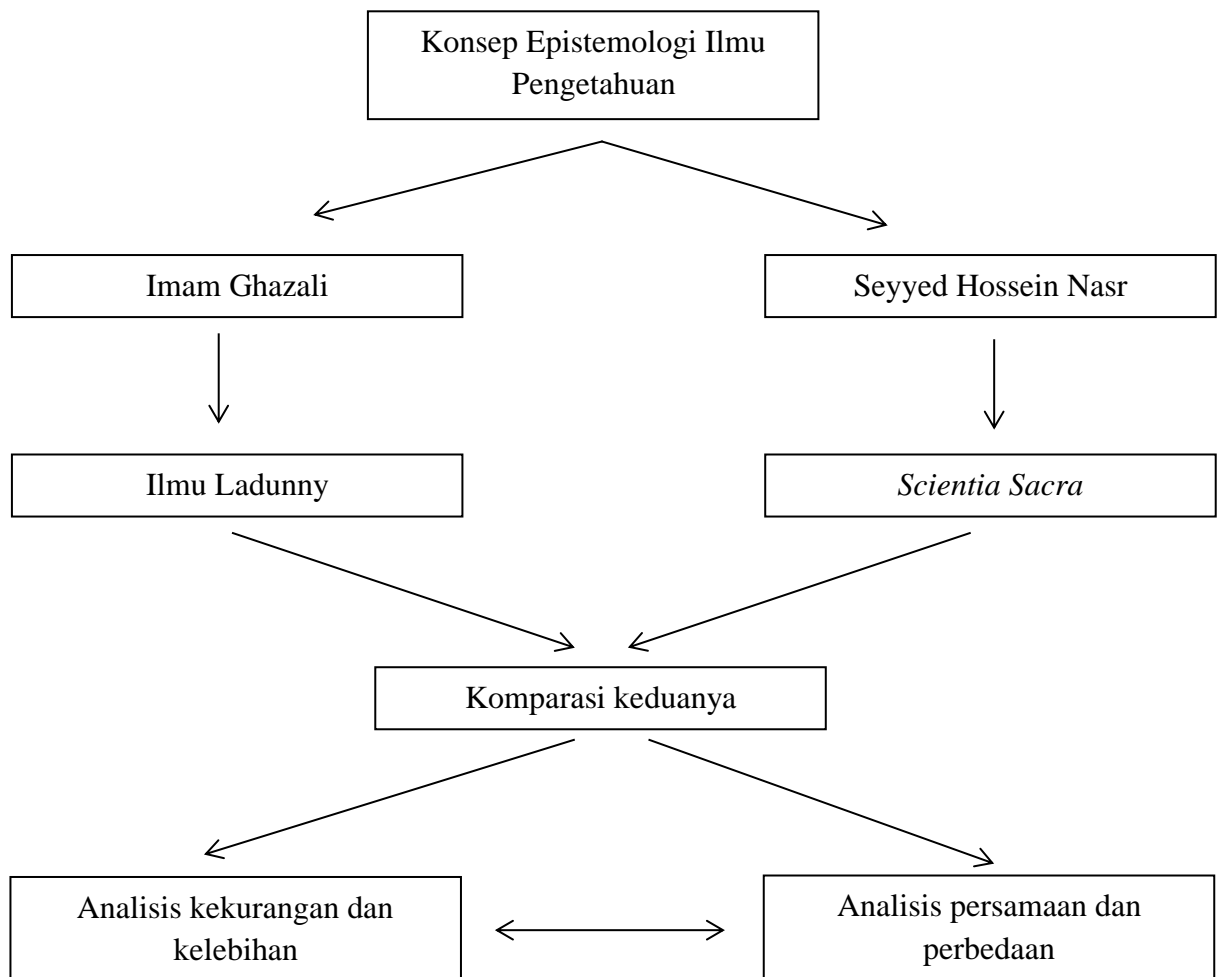 Konsep Epistemologi Ilmu
Pengetahuan
Imam Ghazali
Seyyed Hossein Nasr
Ilmu Ladunny
Scientia Sacra
Komparasi keduanya
Analisis kekurangan dan
kelebihan
Analisis persamaan dan
perbedaan